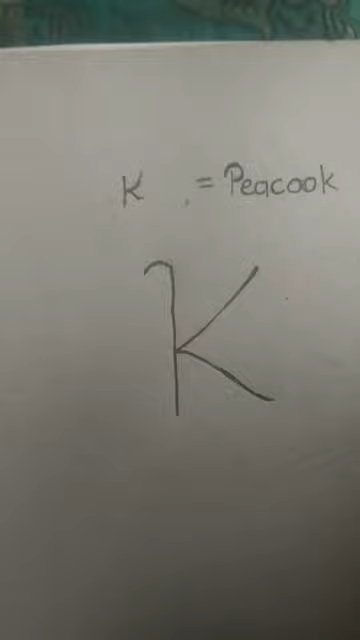 K , = Peacook
K